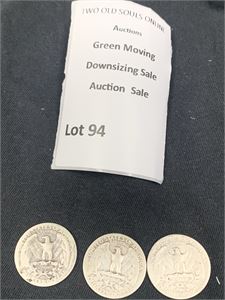 TWO OLD SOULS ONLINE
Auctions
Green Moving
Downsizing Sale
Auction Sale
Lot 94